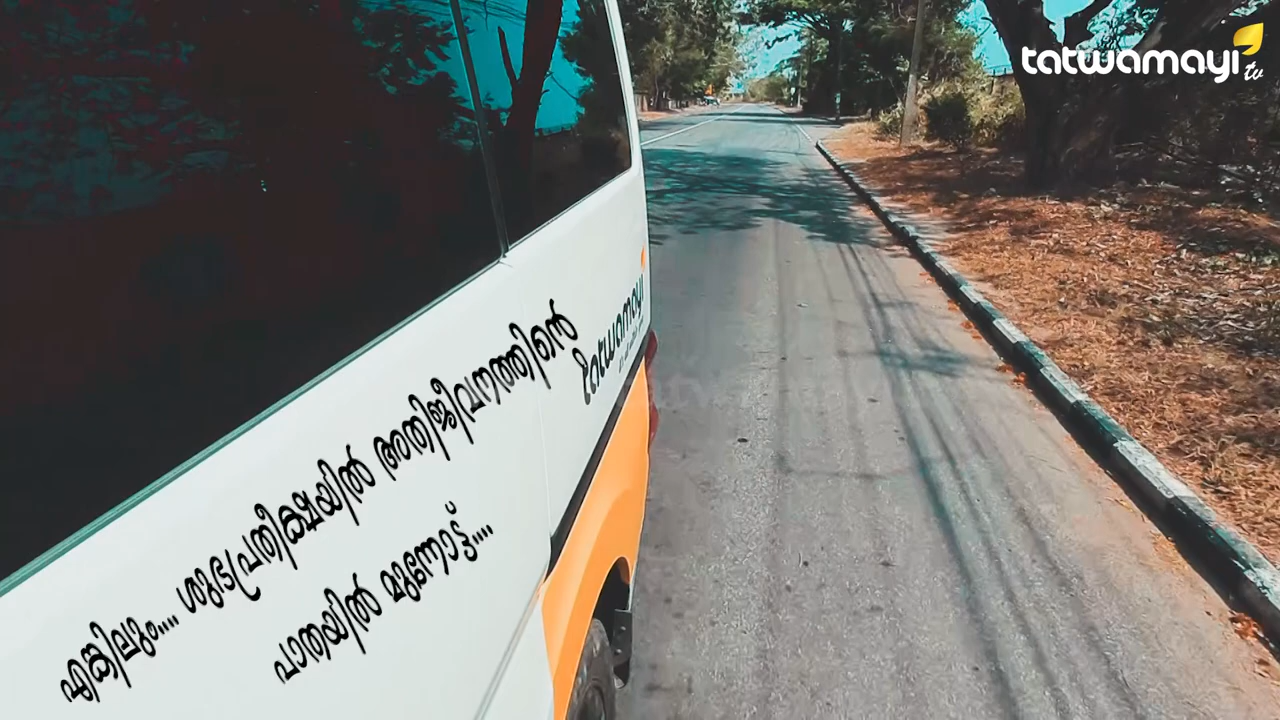 tatwamayi tv
tatwamayi
എങ്കിലും.... ശുഭപ്രതീക്ഷയിൽ അതിജീവനത്തിന്റെ
പാതയിൽ മുന്നോട്ട്....